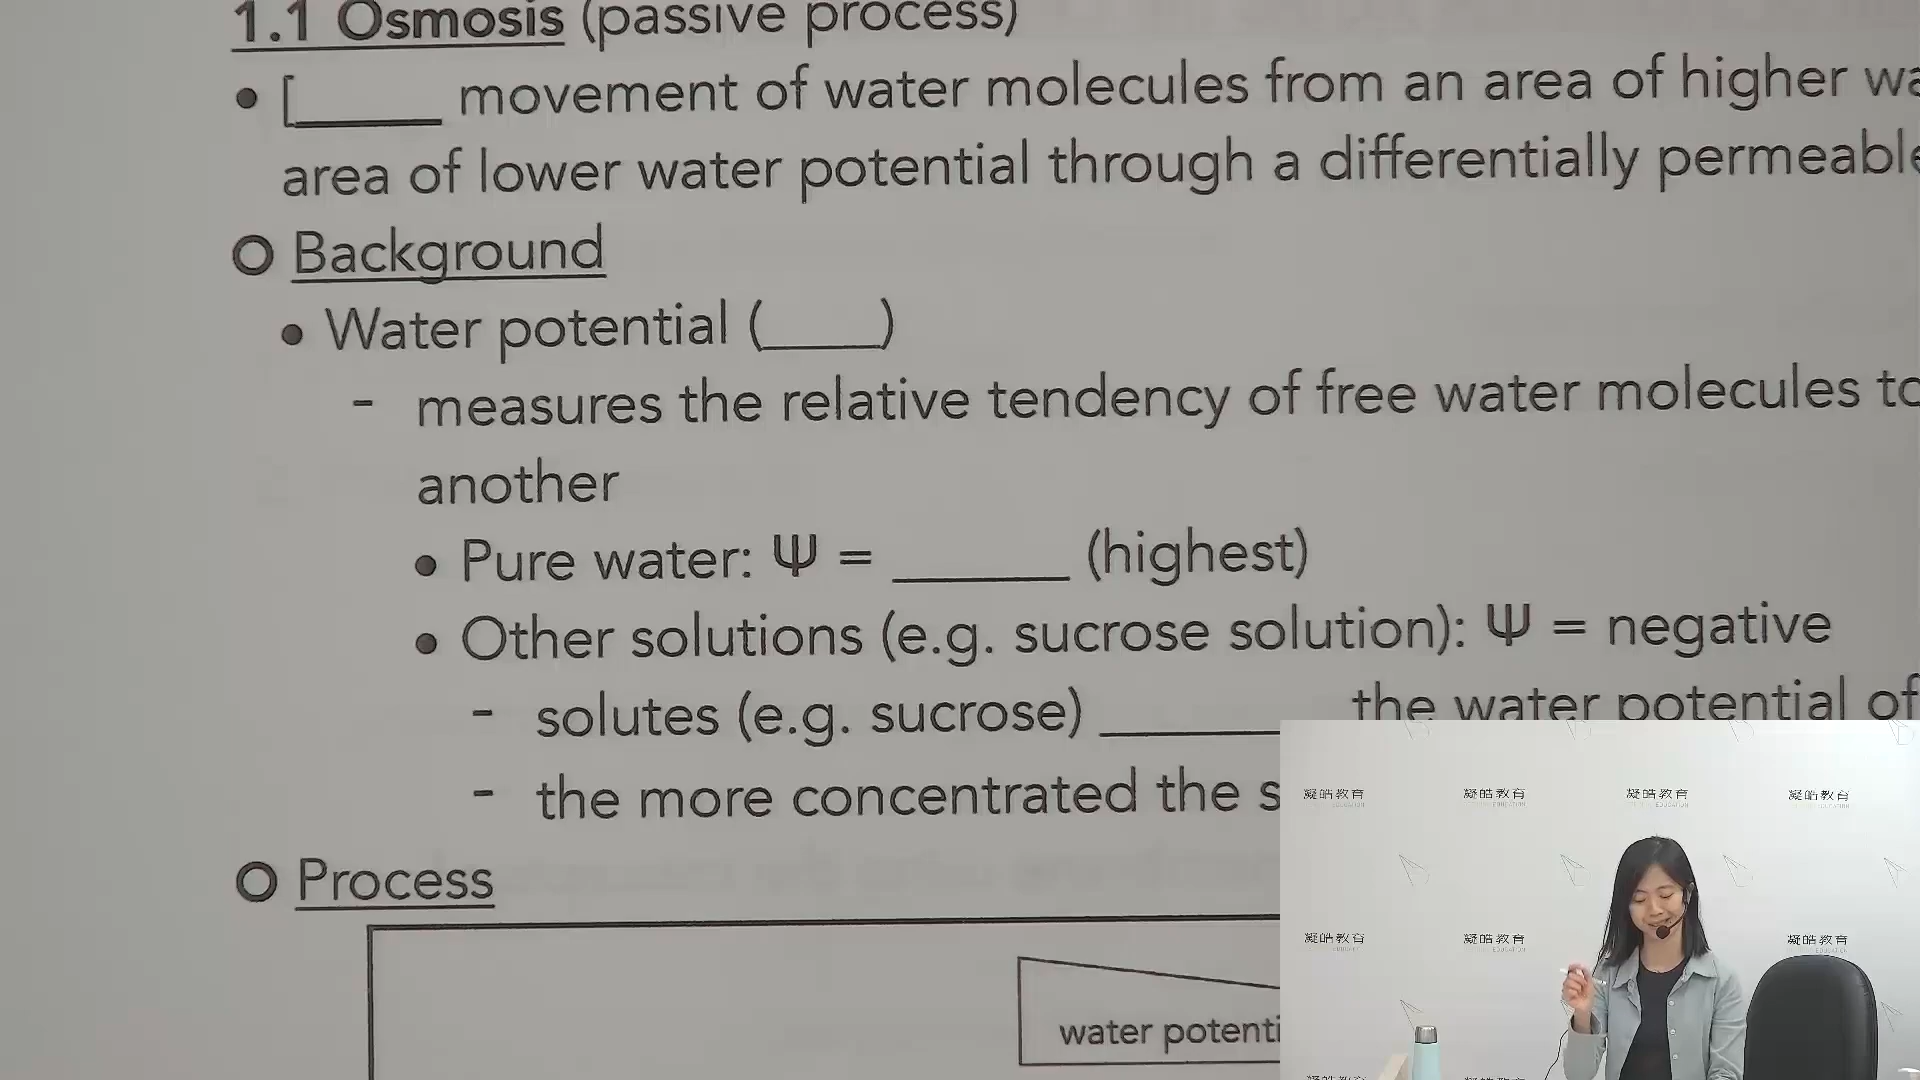 1.1 Osmosis (passive process)
• [_____ movement of water molecules from an area of higher
area of lower water potential through a differentially permeable
O Background
• Water potential (____)
- measures the relative tendency of free water molecules to
another
• Pure water: Ψ = ______ (highest)
• Other solutions (e.g. sucrose solution): Ψ = negative
- solutes (e.g. sucrose) ______ the water potential of
- the more concentrated the s
O Process
water potenti
凝皓教育 凝皓教育 凝皓教育 凝皓教育
凝皓教育 凝皓教育 凝皓教育